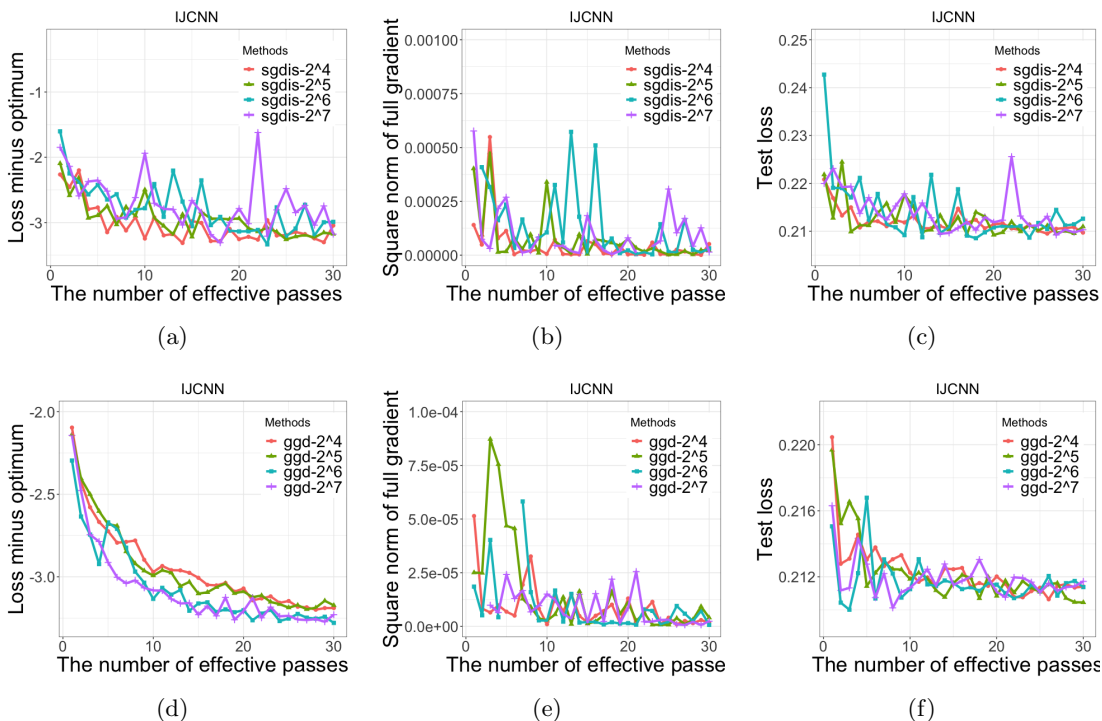 IJCNN
Loss minus optimum
-1
-2
-3
Methods
sgdis-2^4
sgdis-2^5
sgdis-2^6
sgdis-2^7
10
20
30
The number of effective passes
(a)
IJCNN
Square norm of full gradient
0.00100
0.00075
0.00050
0.00025
0.00000
Methods
sgdis-2^4
sgdis-2^5
sgdis-2^6
sgdis-2^7
0
10
20
30
The number of effective passe
(b)
IJCNN
Test loss
0.25
0.24
0.23
0.22
0.21
Methods
sgdis-2^4
sgdis-2^5
sgdis-2^6
sgdis-2^7
0
10
20
30
The number of effective passes
(c)
IJCNN
Loss minus optimum
-2.0
-2.5
-3.0
Methods
ggd-2^4
ggd-2^5
ggd-2^6
ggd-2^7
0
10
20
30
The number of effective passes
(d)
IJCNN
Square norm of full gradient
1.0e-04
7.5e-05
5.0e-05
2.5e-05
0.0e+00
Methods
ggd-2^4
ggd-2^5
ggd-2^6
ggd-2^7
0
10
20
30
The number of effective passes
(e)
IJCNN
Test loss
0.220
0.216
0.212
Methods
ggd-2^4
ggd-2^5
ggd-2^6
ggd-2^7
0
10
20
30
The number of effective passes
(f)